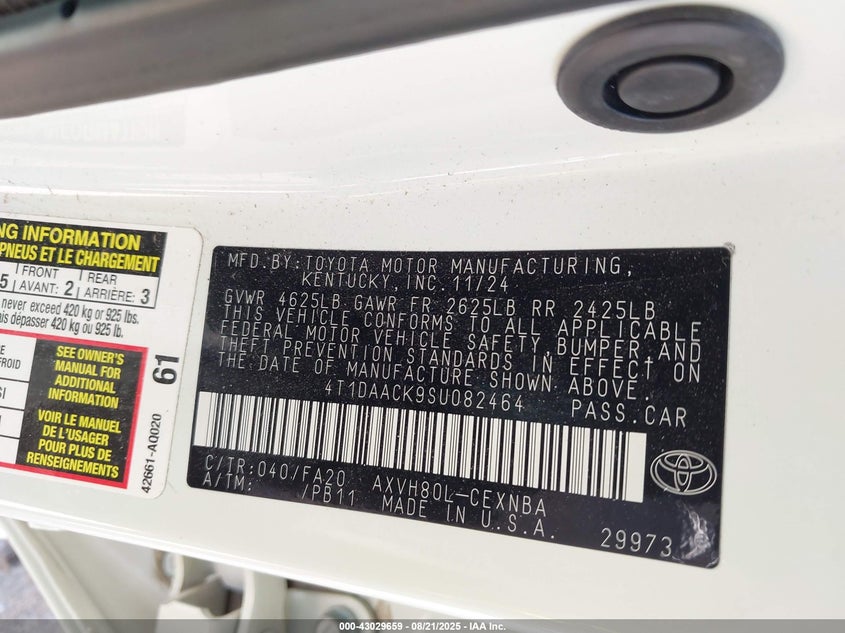 NG INFORMATION
PNEUS ET LE CHARGEMENT
5 FRONT AVANT: 2 REAR ARRIÈRE: 3
never exceed 420 kg or 925 lbs.
dépasser 420 kg ou 925 lb.
SEE OWNER'S
MANUAL FOR
ADDITIONAL
INFORMATION
VOIR LE MANUEL
DE L'USAGER
POUR PLUS DE
RENSEIGNEMENTS
61
42661-AQ020
MFD.BY:TOYOTA MOTOR MANUFACTURING,
KENTUCKY, INC. 11/24
GVWR 4625LB GAWR FR 2625LB RR 2425LB
THIS VEHICLE CONFORMS TO ALL APPLICABLE
FEDERAL MOTOR VEHICLE SAFETY, BUMPER, AND
THEFT PREVENTION STANDARDS IN EFFECT ON
THE DATE OF MANUFACTURE SHOWN ABOVE.
4T1DAACK9SU082464 PASS.CAR
C/TR:040/FA20 AXVH80L-CEXNBA
A/TM: /PB11 MADE IN U.S.A.
29973
TOYOTA
000-43029659 - 08/21/2025 - IAA Inc.